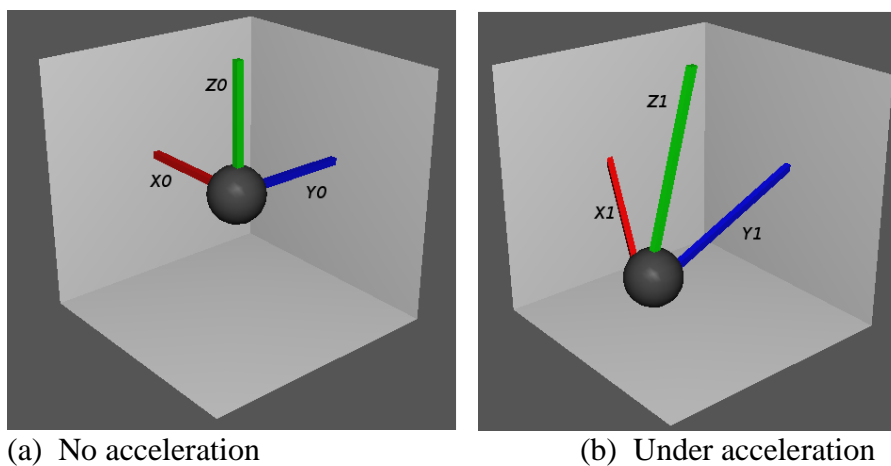 Z0
X0
Y0
Z1
X1
Y1
(a) No acceleration
(b) Under acceleration